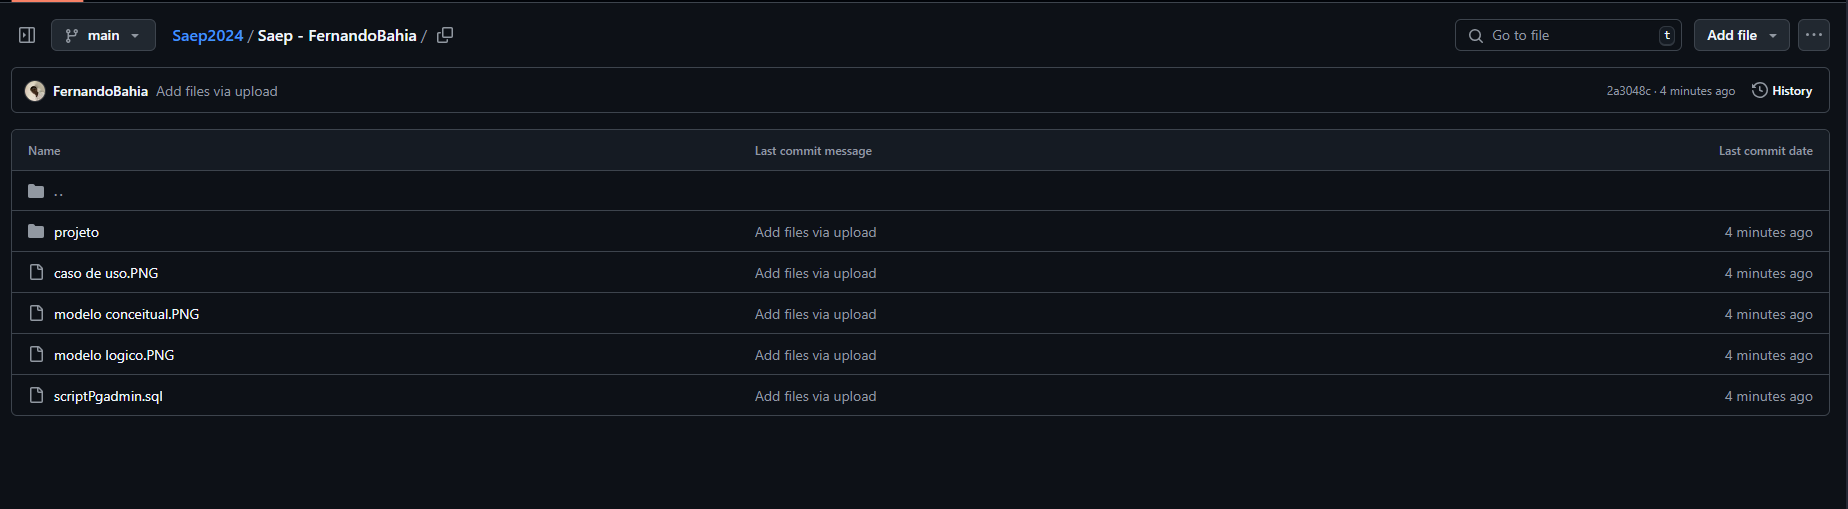 main Saep2024 / Saep - FernandoBahia / Go to file t Add file
FernandoBahia Add files via upload 2a3048c · 4 minutes ago History
Name Last commit message Last commit date
..
projeto Add files via upload 4 minutes ago
caso de uso.PNG Add files via upload 4 minutes ago
modelo conceitual.PNG Add files via upload 4 minutes ago
modelo logico.PNG Add files via upload 4 minutes ago
scriptPgadmin.sql Add files via upload 4 minutes ago